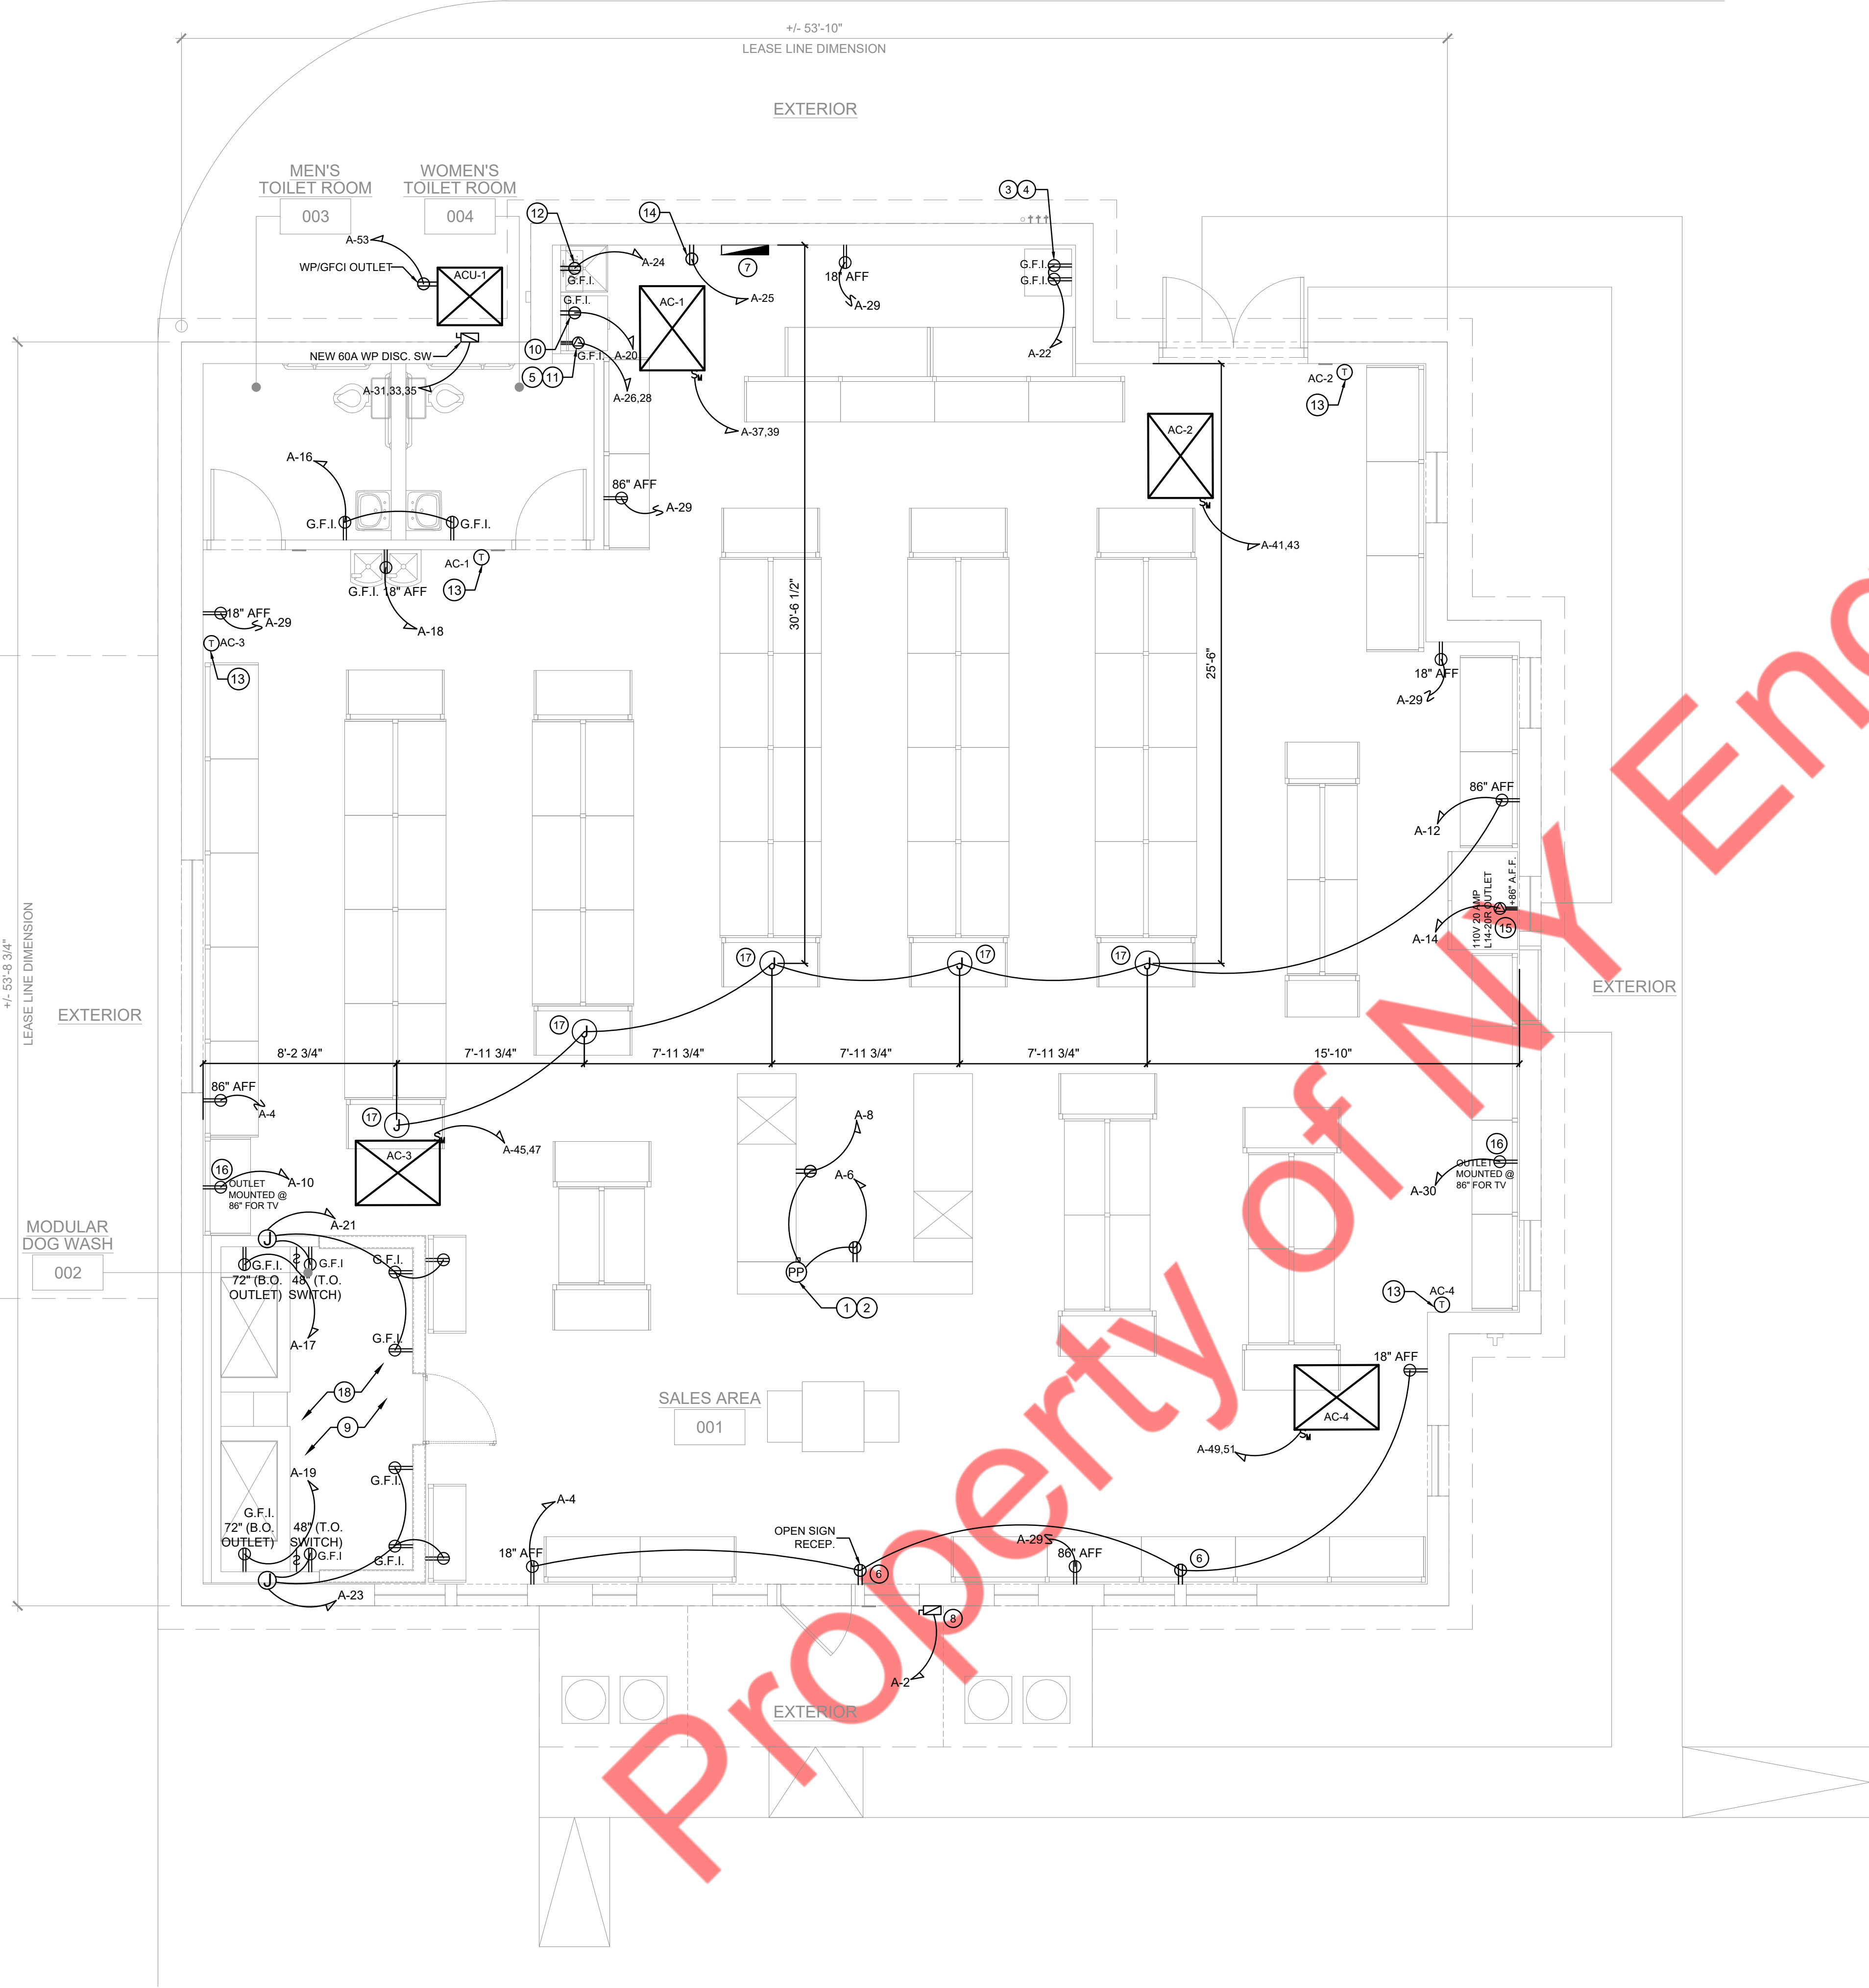 +/- 53'-10"
LEASE LINE DIMENSION
EXTERIOR
MEN'S
TOILET ROOM
003
WOMEN'S
TOILET ROOM
004
A-53
WP/GFCI OUTLET
ACU-1
NEW 60A WP DISC. SW
A-31,33,35
12
A-24
G.F.I.
G.F.I.
10
A-20
G.F.I.
5
11
A-26,28
14
A-25
7
AC-1
A-37,39
18" AFF
A-29
3
4
G.F.I.
G.F.I.
A-22
AC-2
T
13
AC-2
A-41,43
A-16
G.F.I.
G.F.I.
86" AFF
A-29
AC-1
T
13
G.F.I. 18" AFF
A-18
18" AFF
A-29
T
AC-3
13
30'-6 1/2"
25'-6"
18" AFF
A-29
86" AFF
A-12
110V 20 AMP
L14-20R OUTLET
+86" A.F.F.
A-14
15
EXTERIOR
+/- 53'-8 3/4"
LEASE LINE DIMENSION
EXTERIOR
17
J
17
J
17
J
17
J
17
J
8'-2 3/4"
7'-11 3/4"
7'-11 3/4"
7'-11 3/4"
7'-11 3/4"
15'-10"
86" AFF
A-4
16
OUTLET
MOUNTED @
86" FOR TV
A-10
AC-3
A-45,47
A-8
A-6
PP
1
2
16
OUTLET
MOUNTED @
86" FOR TV
A-30
MODULAR
DOG WASH
002
A-21
J
G.F.I.
72" (B.O.
OUTLET)
G.F.I
48" (T.O.
SWITCH)
G.F.I.
A-17
G.F.I.
18
9
A-19
G.F.I.
72" (B.O.
OUTLET)
48" (T.O.
SWITCH)
G.F.I
G.F.I.
G.F.I.
J
A-23
SALES AREA
001
13
AC-4
T
18" AFF
AC-4
A-49,51
A-4
18" AFF
OPEN SIGN
RECEP.
6
A-29
86" AFF
6
8
A-2
EXTERIOR
Property of NY Eng